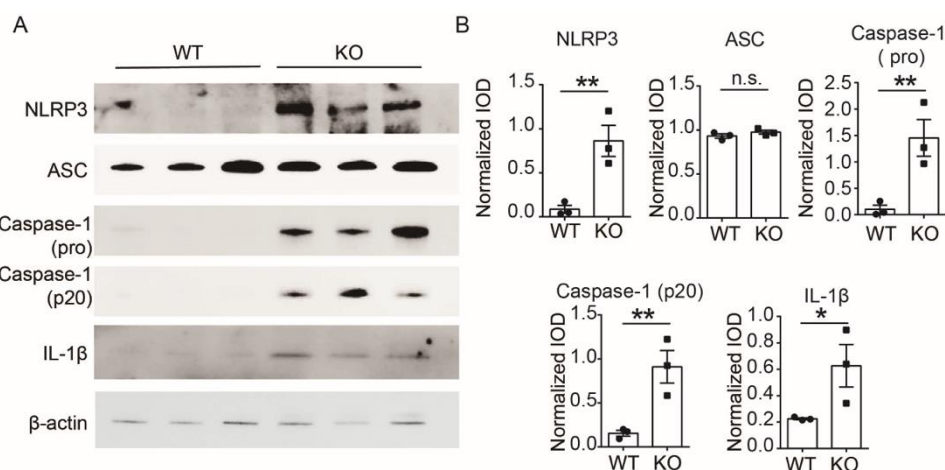 A
WT KO
NLRP3
ASC
Caspase-1
(pro)
Caspase-1
(p20)
IL-1β
β-actin
B
NLRP3
Normalized IOD
1.5
1.0
0.5
0.0
**
WT KO
ASC
Normalized IOD
1.5
1.0
0.5
0.0
n.s.
WT KO
Caspase-1
( pro)
Normalized IOD
2.5
2.0
1.5
1.0
0.5
0.0
**
WT KO
Caspase-1 (p20)
Normalized IOD
1.5
1.0
0.5
0.0
**
WT KO
IL-1β
Normalized IOD
1.0
0.8
0.6
0.4
0.2
0.0
*
WT KO